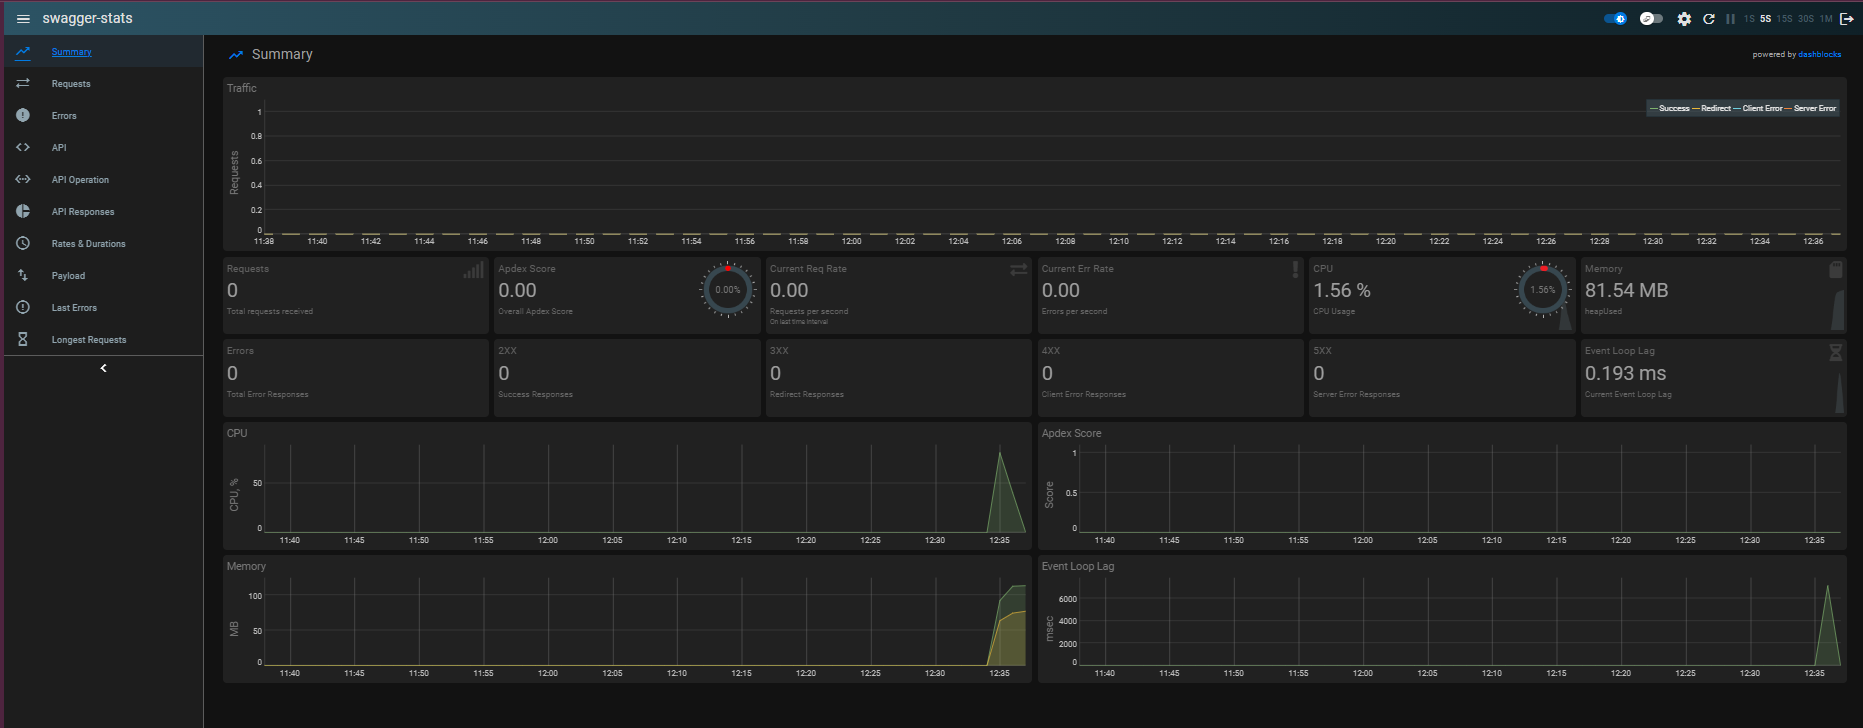 swagger-stats
1S 5S 15S 30S 1M
Summary
Requests
Errors
API
API Operation
API Responses
Rates & Durations
Payload
Last Errors
Longest Requests
Summary
powered by dashblocks
Traffic
Success Redirect Client Error Server Error
Requests
1
0.8
0.6
0.4
0.2
0
11:38 11:40 11:42 11:44 11:46 11:48 11:50 11:52 11:54 11:56 11:58 12:00 12:02 12:04 12:06 12:08 12:10 12:12 12:14 12:16 12:18 12:20 12:22 12:24 12:26 12:28 12:30 12:32 12:34 12:36
Requests
0
Total requests received
Apdex Score
0.00
Overall Apdex Score
0.00%
Current Req Rate
0.00
Requests per second
On last time interval
Current Err Rate
0.00
Errors per second
CPU
1.56 %
CPU Usage
1.56%
Memory
81.54 MB
heapUsed
Errors
0
Total Error Responses
2XX
0
Success Responses
3XX
0
Redirect Responses
4XX
0
Client Error Responses
5XX
0
Server Error Responses
Event Loop Lag
0.193 ms
Current Event Loop Lag
CPU
CPU, %
50
0
11:40 11:45 11:50 11:55 12:00 12:05 12:10 12:15 12:20 12:25 12:30 12:35
Apdex Score
Score
1
0.5
0
11:40 11:45 11:50 11:55 12:00 12:05 12:10 12:15 12:20 12:25 12:30 12:35
Memory
MB
100
50
0
11:40 11:45 11:50 11:55 12:00 12:05 12:10 12:15 12:20 12:25 12:30 12:35
Event Loop Lag
msec
6000
4000
2000
0
11:40 11:45 11:50 11:55 12:00 12:05 12:10 12:15 12:20 12:25 12:30 12:35